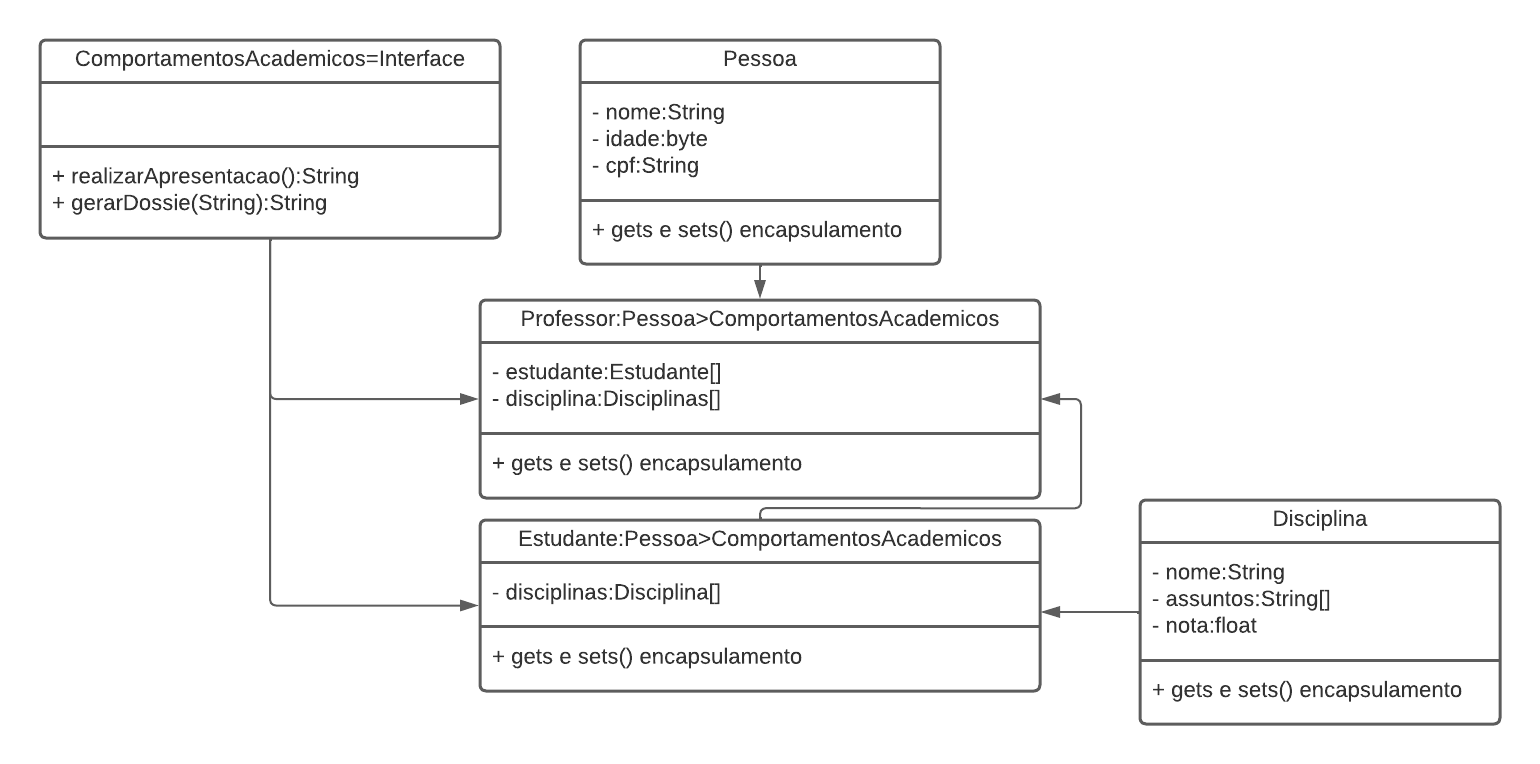 ComportamentosAcademicos=Interface
+ realizarApresentacao():String
+ gerarDossie(String):String
Pessoa
- nome:String
- idade:byte
- cpf:String
+ gets e sets() encapsulamento
Professor:Pessoa>ComportamentosAcademicos
- estudante:Estudante[]
- disciplina:Disciplinas[]
+ gets e sets() encapsulamento
Estudante:Pessoa>ComportamentosAcademicos
- disciplinas:Disciplina[]
+ gets e sets() encapsulamento
Disciplina
- nome:String
- assuntos:String[]
- nota:float
+ gets e sets() encapsulamento